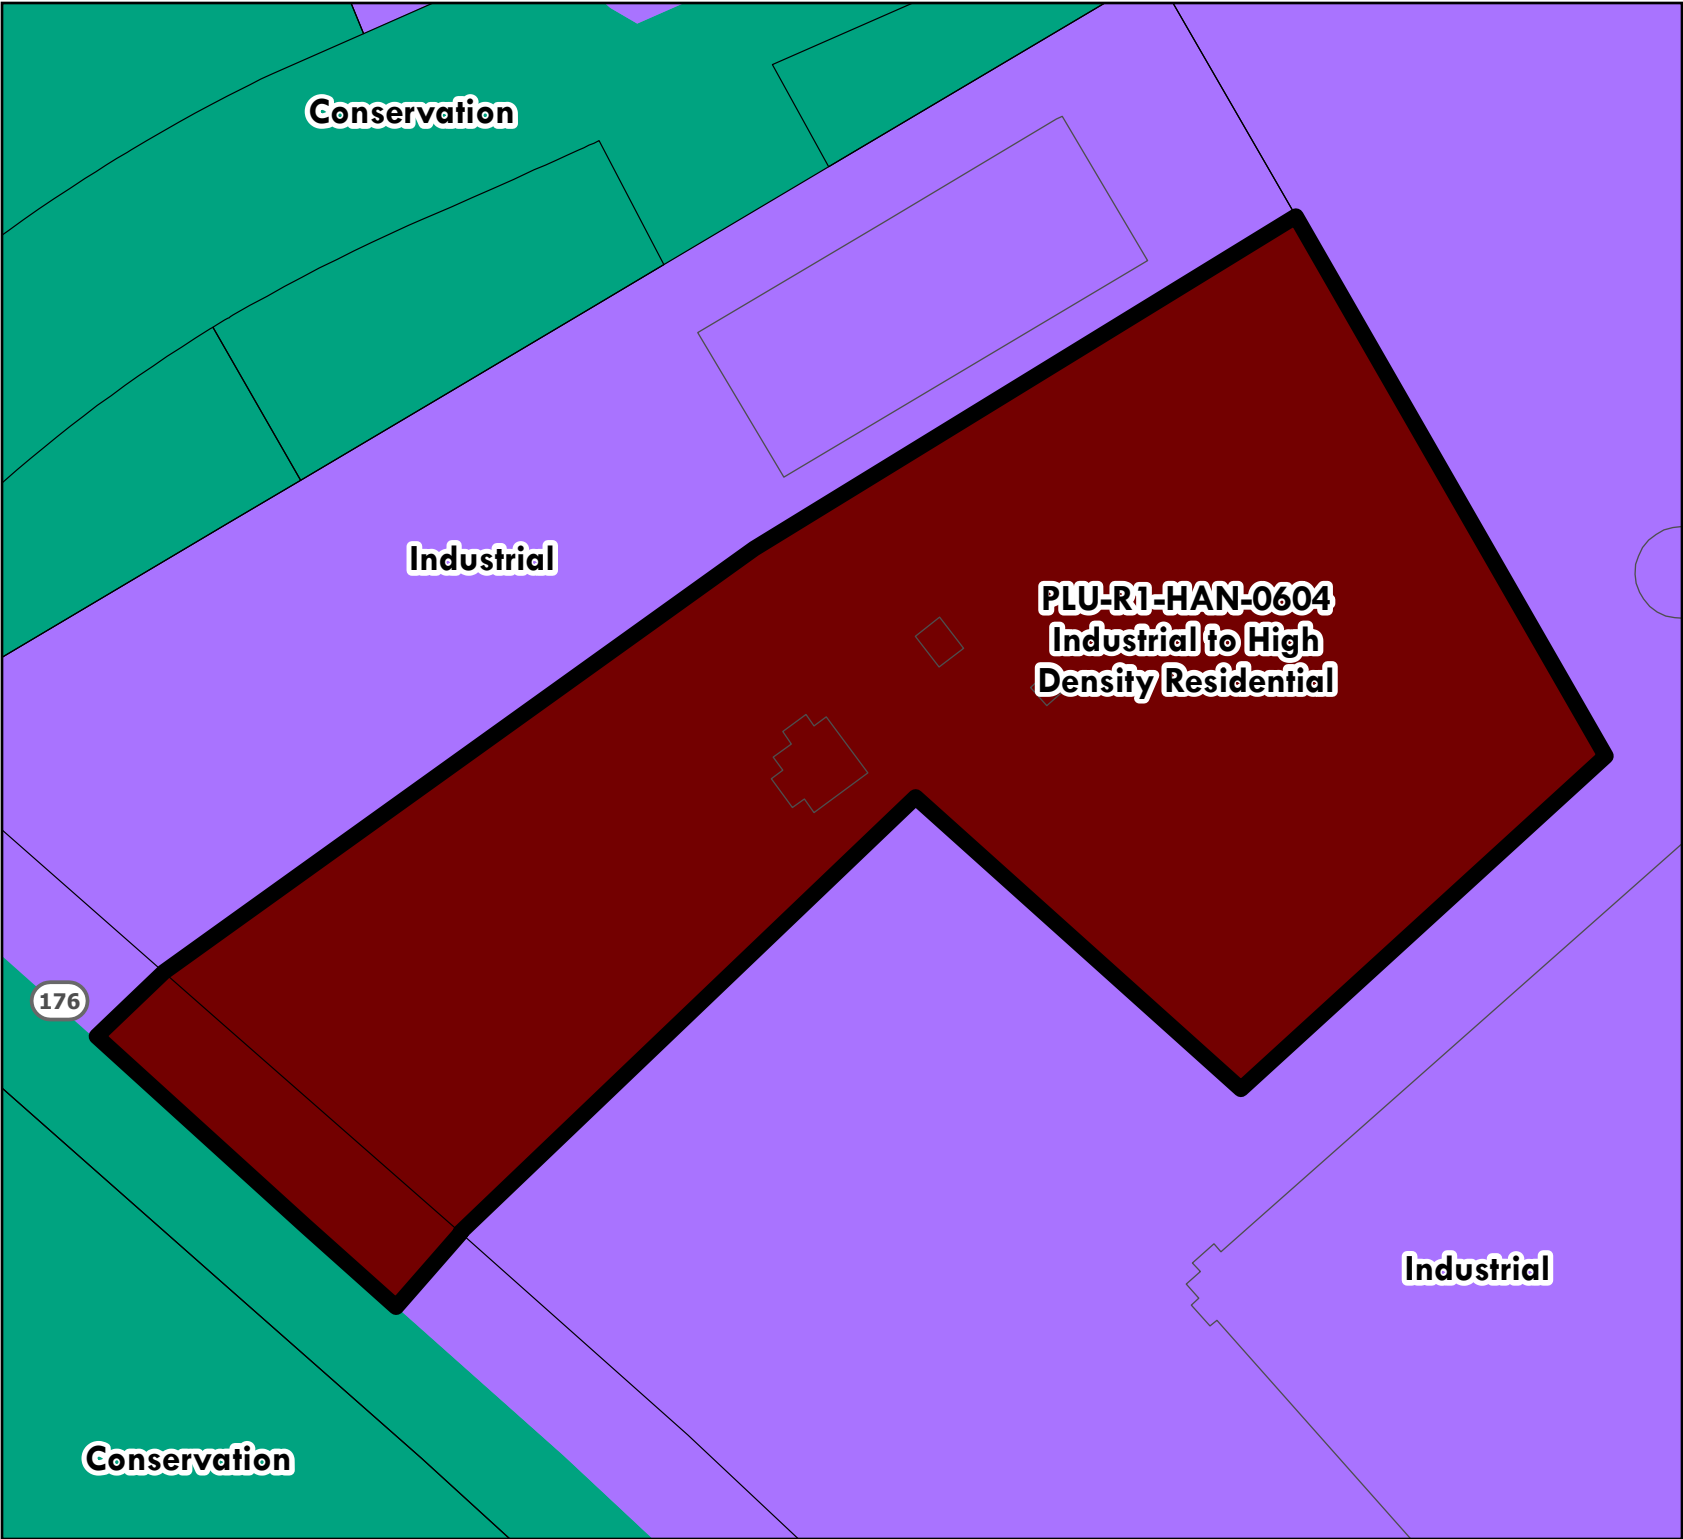 Conservation
Industrial
PLU-R1-HAN-0604
Industrial to High
Density Residential
176
Industrial
Conservation